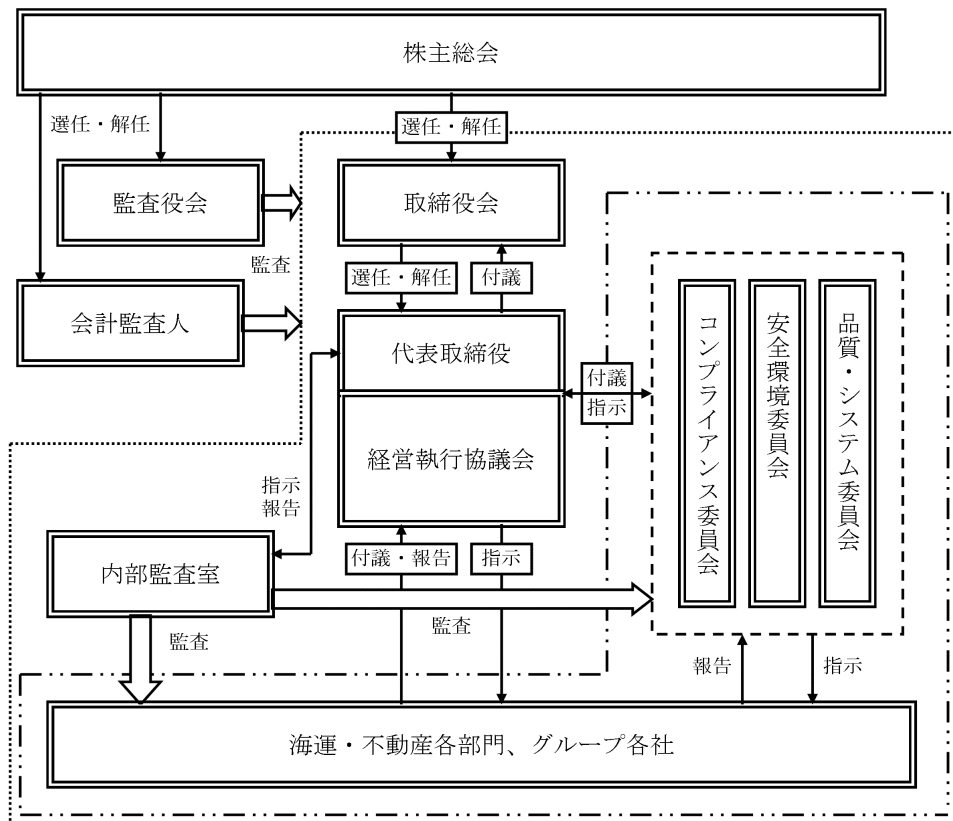 株主総会
選任・解任
選任・解任
監査役会
取締役会
監査
選任・解任
付議
会計監査人
代表取締役
付議
指示
経営執行協議会
コンプライアンス委員会
安全環境委員会
品質・システム委員会
指示
報告
付議・報告
指示
内部監査室
監査
監査
報告
指示
海運・不動産各部門、グループ各社